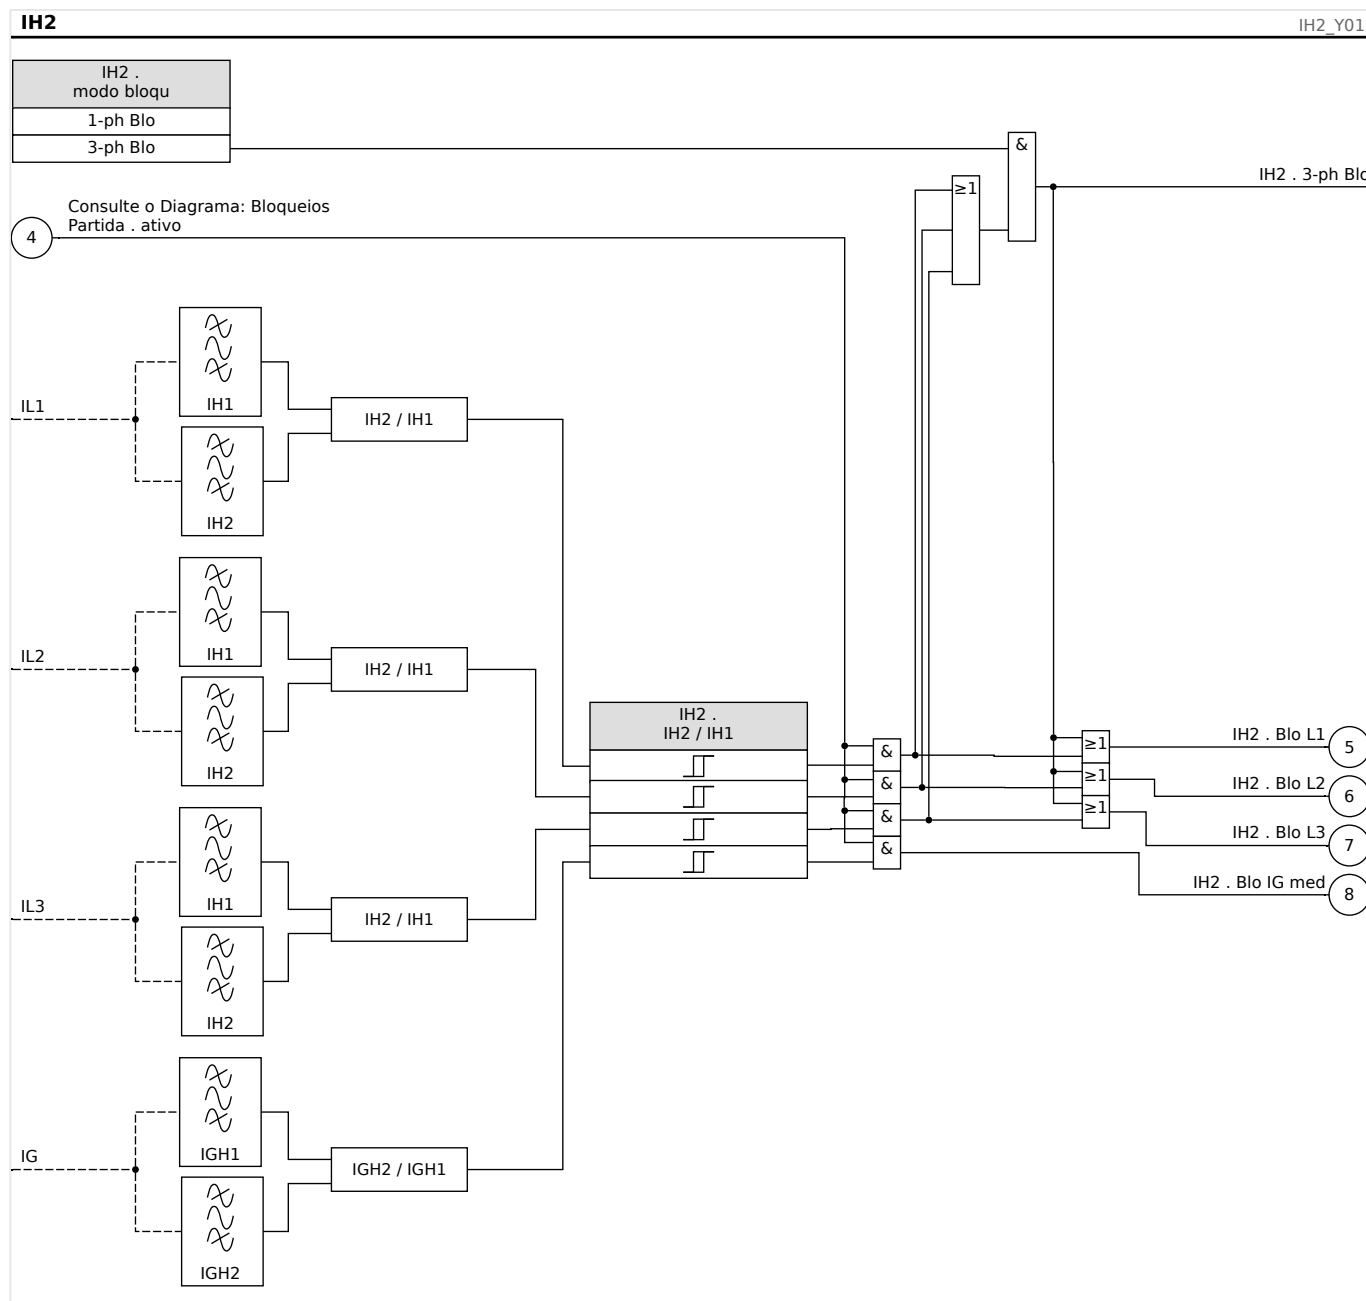 IH2
IH2_Y01
IH2 .
modo bloqu
1-ph Blo
3-ph Blo
&
≥1
IH2 . 3-ph Blo
Consulte o Diagrama: Bloqueios
Partida . ativo
4
IH1
IL1
IH2 / IH1
IH2
IH1
IL2
IH2 / IH1
IH2
IH2 .
IH2 / IH1
&
&
&
&
≥1
≥1
≥1
IH2 . Blo L1
5
IH2 . Blo L2
6
IH2 . Blo L3
7
IH2 . Blo IG med
8
IH1
IL3
IH2 / IH1
IH2
IGH1
IG
IGH2 / IGH1
IGH2